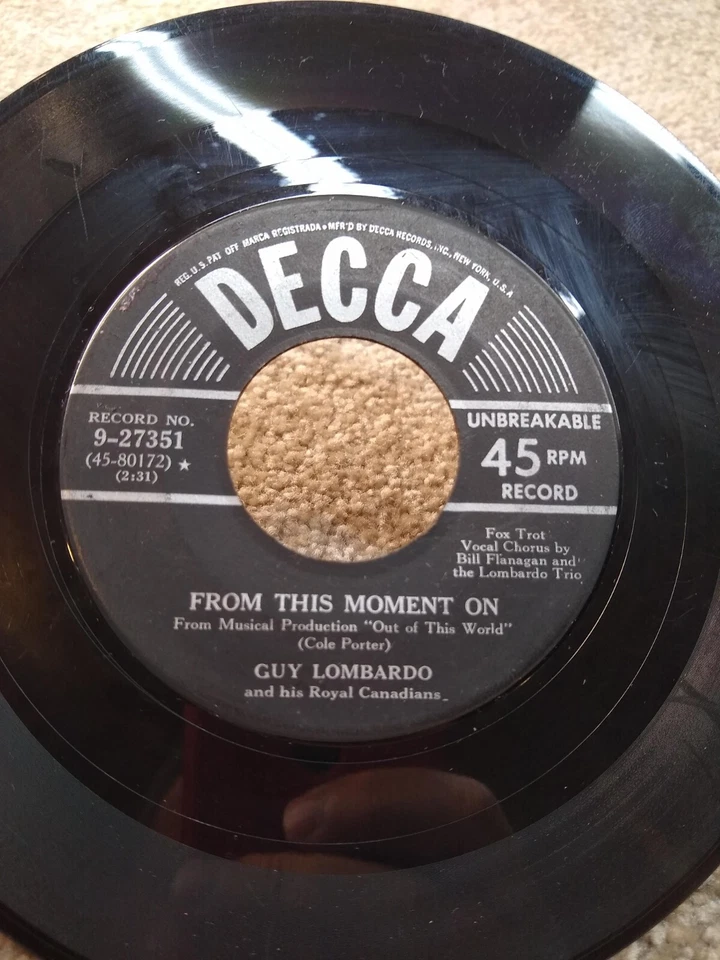 REG. U.S. PAT OFF MARCA REGISTRADA • MFR'D BY DECCA RECORDS, INC., NEW YORK, U.S.A
DECCA
RECORD NO.
9-27351
(45-80172) ★
(2:31)
UNBREAKABLE
45 RPM
RECORD
Fox Trot
Vocal Chorus by
Bill Flanagan and
the Lombardo Trio
FROM THIS MOMENT ON
From Musical Production "Out of This World"
(Cole Porter)
GUY LOMBARDO
and his Royal Canadians